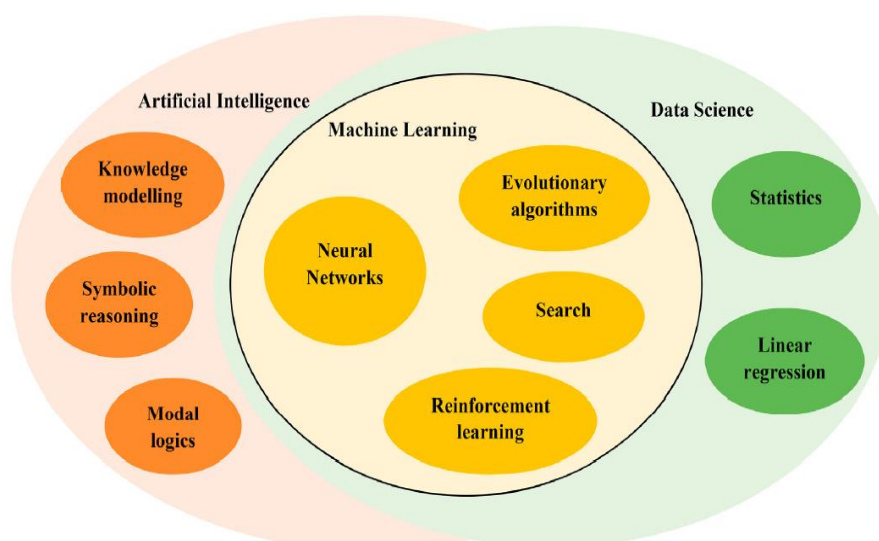 Artificial Intelligence
Machine Learning
Data Science
Knowledge
modelling
Symbolic
reasoning
Modal
logics
Neural
Networks
Evolutionary
algorithms
Search
Reinforcement
learning
Statistics
Linear
regression